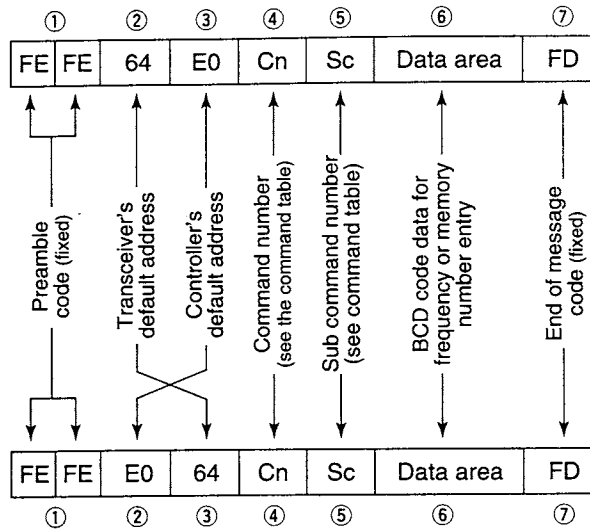 ① ② ③ ④ ⑤ ⑥ ⑦
FE FE 64 E0 Cn Sc Data area FD
Preamble
code (fixed)
Transceiver's
default address
Controller's
default address
Command number
(see the command table)
Sub command number
(see command table)
BCD code data for
frequency or memory
number entry
End of message
code (fixed)
FE FE E0 64 Cn Sc Data area FD
① ② ③ ④ ⑤ ⑥ ⑦